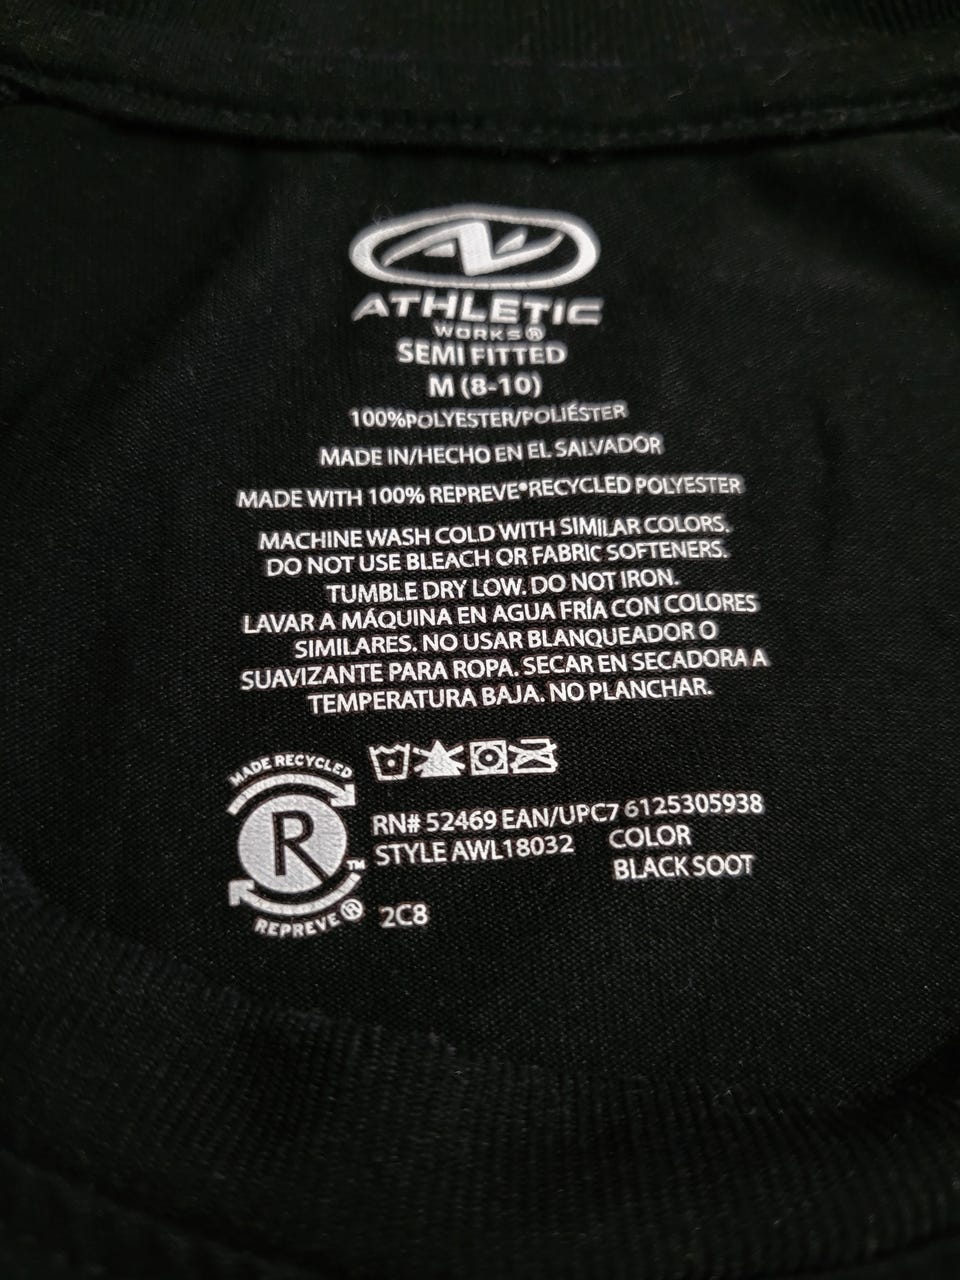 ATHLETIC
WORKS®
SEMI FITTED
M (8-10)
100%POLYESTER/POLIÉSTER
MADE IN/HECHO EN EL SALVADOR
MADE WITH 100% REPREVE®RECYCLED POLYESTER
MACHINE WASH COLD WITH SIMILAR COLORS.
DO NOT USE BLEACH OR FABRIC SOFTENERS.
TUMBLE DRY LOW. DO NOT IRON.
LAVAR A MÁQUINA EN AGUA FRÍA CON COLORES
SIMILARES. NO USAR BLANQUEADOR O
SUAVIZANTE PARA ROPA. SECAR EN SECADORA A
TEMPERATURA BAJA. NO PLANCHAR.
MADE RECYCLED
R™
REPREVE®
RN# 52469 EAN/UPC7 6125305938
STYLE AWL18032 COLOR
BLACK SOOT
2C8